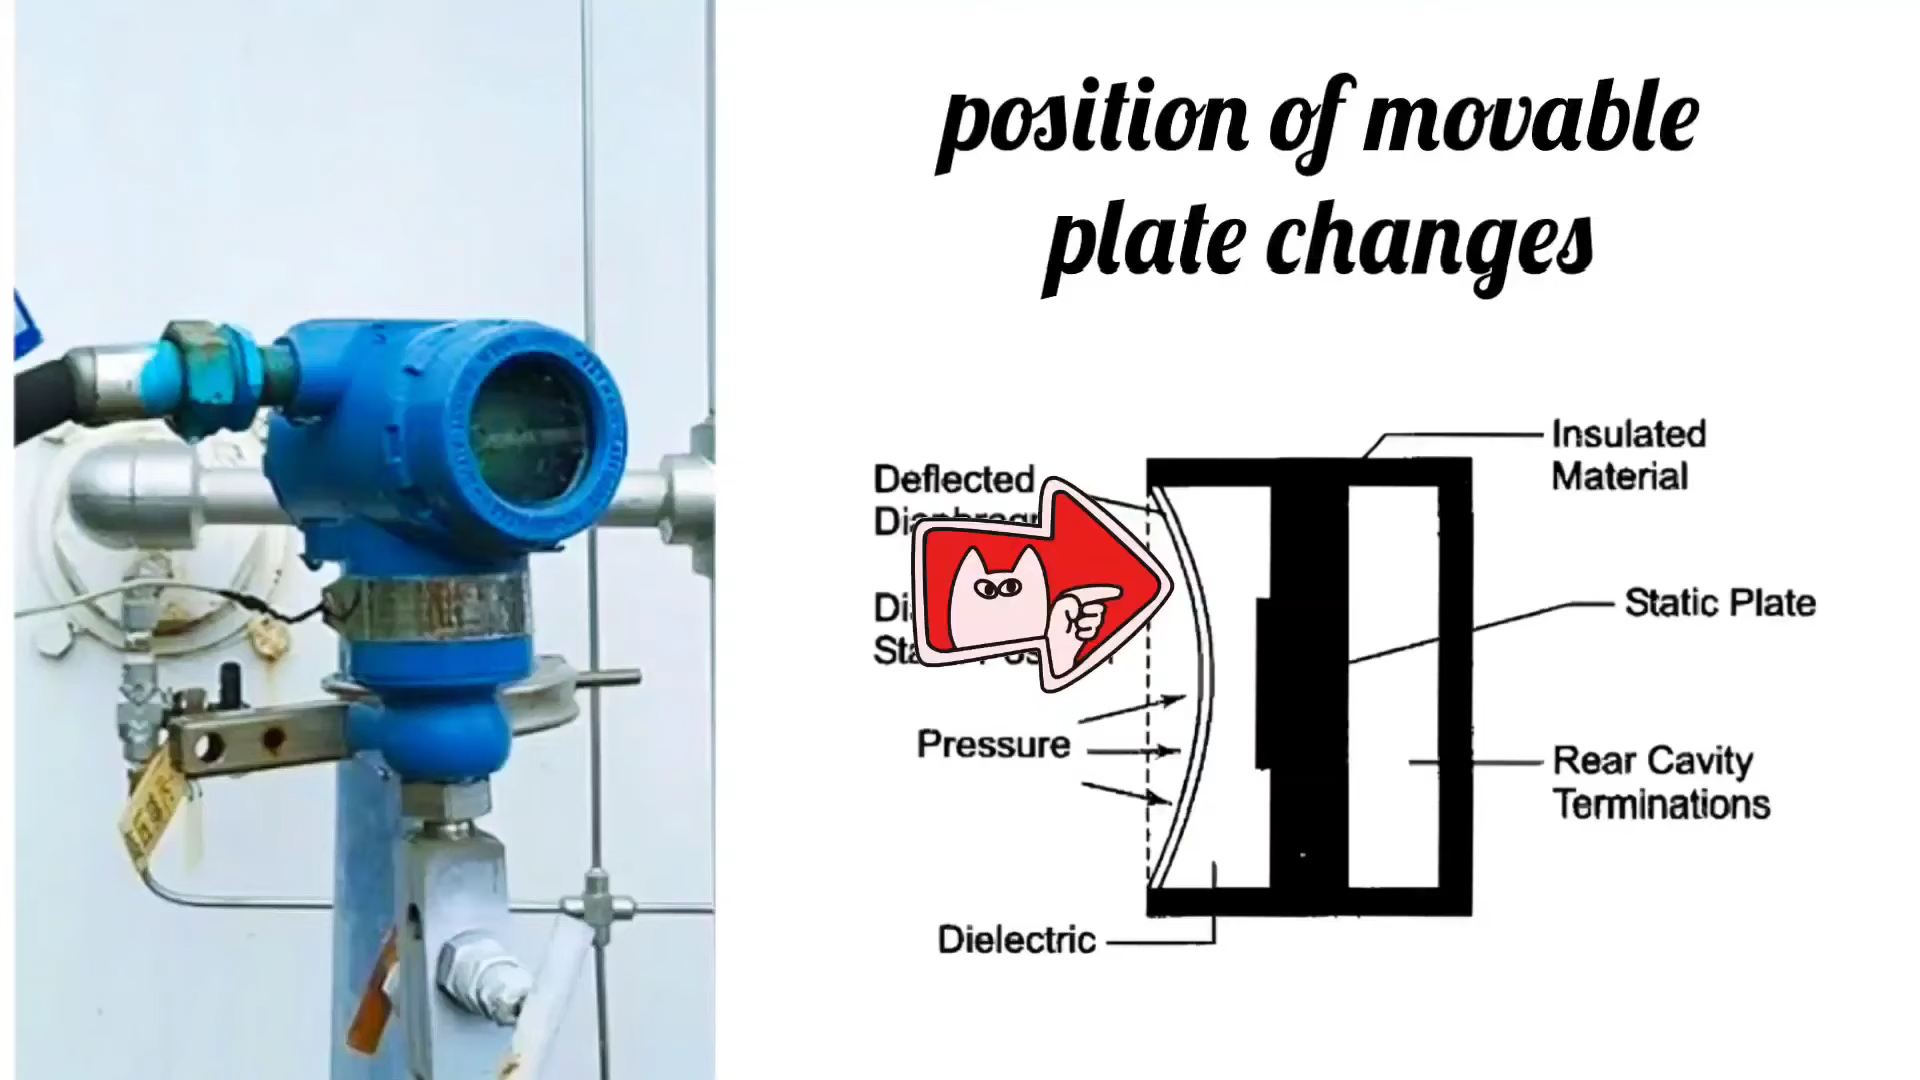 position of movable
plate changes
Insulated
Material
Deflected
Static Plate
Pressure
Rear Cavity
Terminations
Dielectric